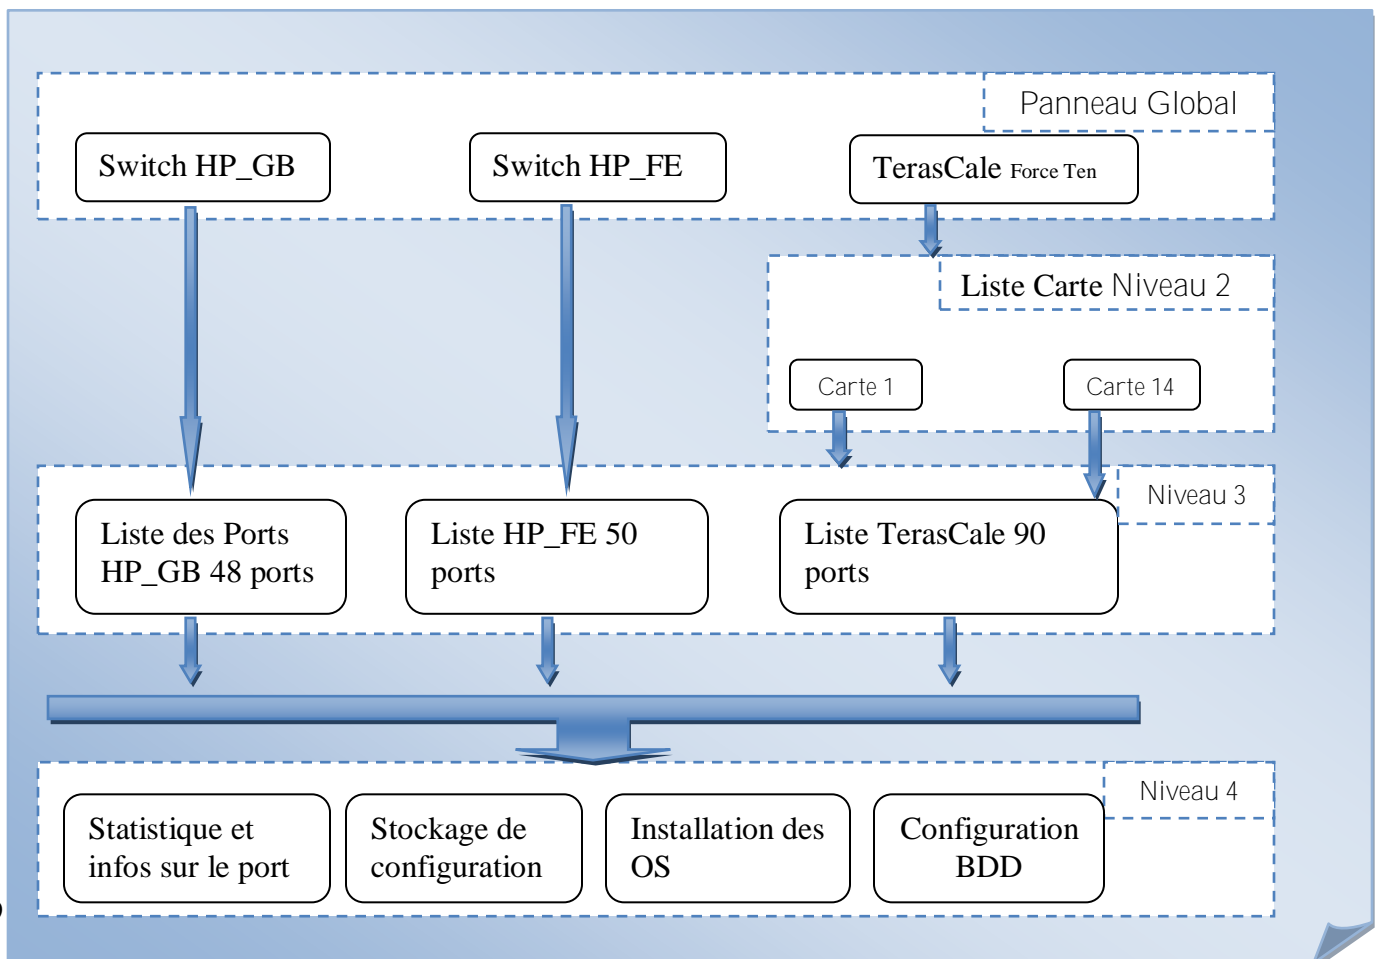 Panneau Global
Switch HP_GB
Switch HP_FE
TerasCale Force Ten
Liste Carte Niveau 2
Carte 1
Carte 14
Niveau 3
Liste des Ports
HP_GB 48 ports
Liste HP_FE 50
ports
Liste TerasCale 90
ports
Niveau 4
Statistique et
infos sur le port
Stockage de
configuration
Installation des
OS
Configuration
BDD